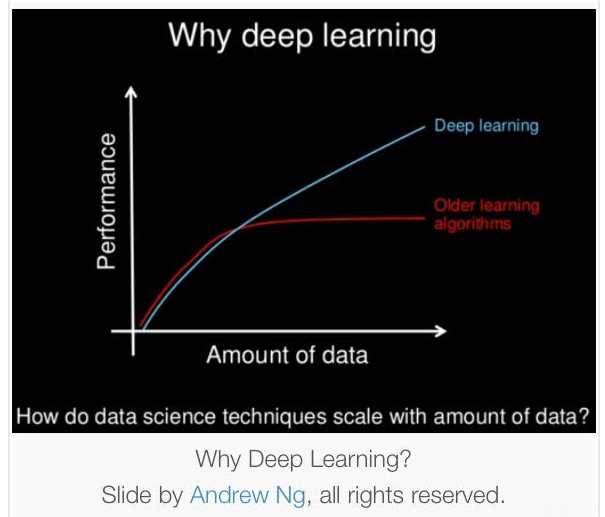 Why deep learning
Performance
Deep learning
Older learning
algorithms
Amount of data
How do data science techniques scale with amount of data?
Why Deep Learning?
Slide by Andrew Ng, all rights reserved.